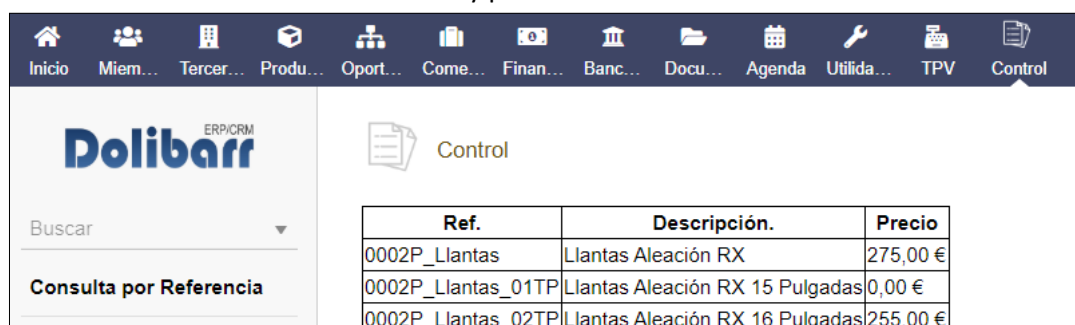 Inicio Miem... Tercer... Produ... Oport... Come... Finan... Banc... Docu... Agenda Utilida... TPV Control
Dolibarr ERP/CRM
Control
Buscar
Consulta por Referencia
Ref. Descripción. Precio
0002P_Llantas Llantas Aleación RX 275,00 €
0002P_Llantas_01TP Llantas Aleación RX 15 Pulgadas 0,00 €
0002P_Llantas_02TP Llantas Aleación RX 16 Pulgadas 255,00 €